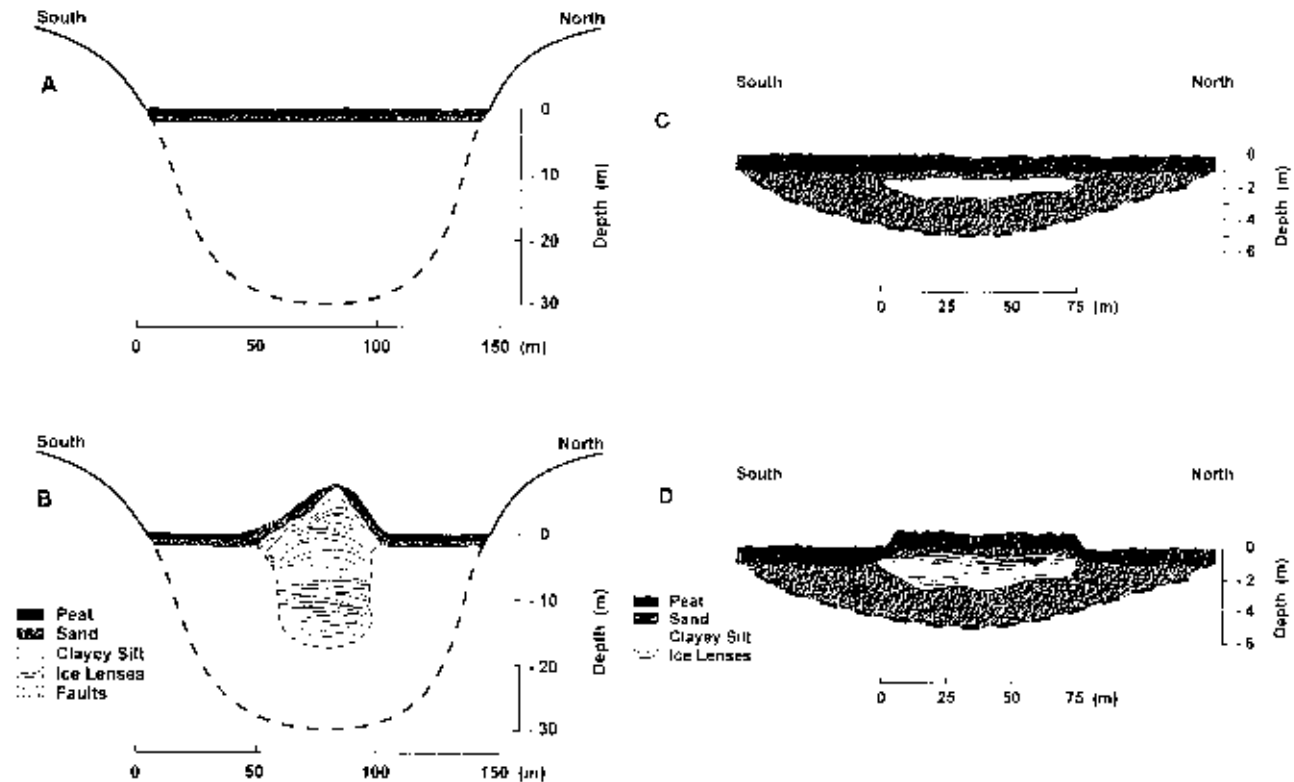 South North
A
0
- 10
- 20
- 30
Depth (m)
0 50 100 150 (m)
South North
C
0
- 2
- 4
- 6
Depth (m)
0 25 50 75 (m)
South North
B
- 0
- 10
- 20
- 30
Depth (m)
Peat
Sand
Clayey Silt
Ice Lenses
Faults
0 50 100 150 (m)
South North
D
0
- 2
- 4
- 6
Depth (m)
Peat
Sand
Clayey Silt
Ice Lenses
0 25 50 75 (m)